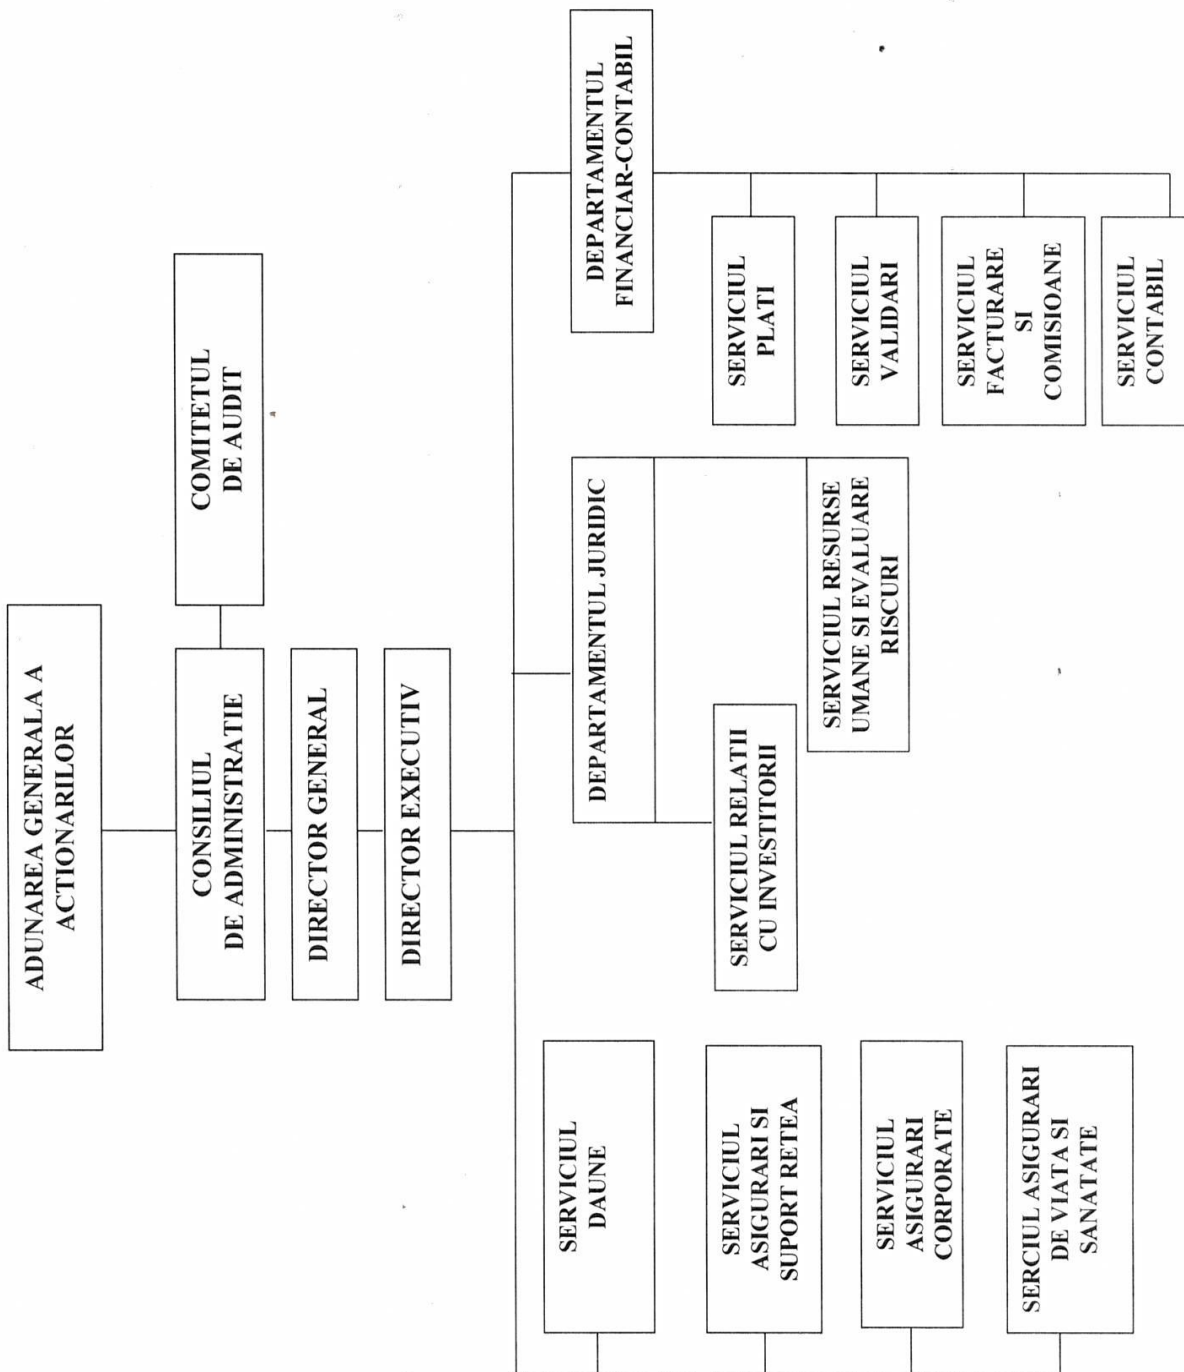 ADUNAREA GENERALA A
ACTIONARILOR
CONSILIUL
DE ADMINISTRATIE
COMITETUL
DE AUDIT
DIRECTOR GENERAL
DIRECTOR EXECUTIV
SERVICIUL
DAUNE
SERVICIUL
ASIGURARI SI
SUPORT RETEA
SERVICIUL
ASIGURARI
CORPORATE
SERCIUL ASIGURARI
DE VIATA SI
SANATATE
DEPARTAMENTUL JURIDIC
SERVICIUL RELATII
CU INVESTITORII
SERVICIUL RESURSE
UMANE SI EVALUARE
RISCURI
DEPARTAMENTUL
FINANCIAR-CONTABIL
SERVICIUL
PLATI
SERVICIUL
VALIDARI
SERVICIUL
FACTURARE
SI
COMISIOANE
SERVICIUL
CONTABIL